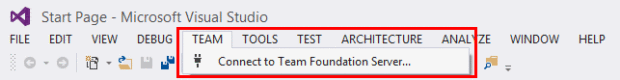 Start Page - Microsoft Visual Studio
FILE EDIT VIEW DEBUG TEAM TOOLS TEST ARCHITECTURE ANALYZE WINDOW HELP
Connect to Team Foundation Server...